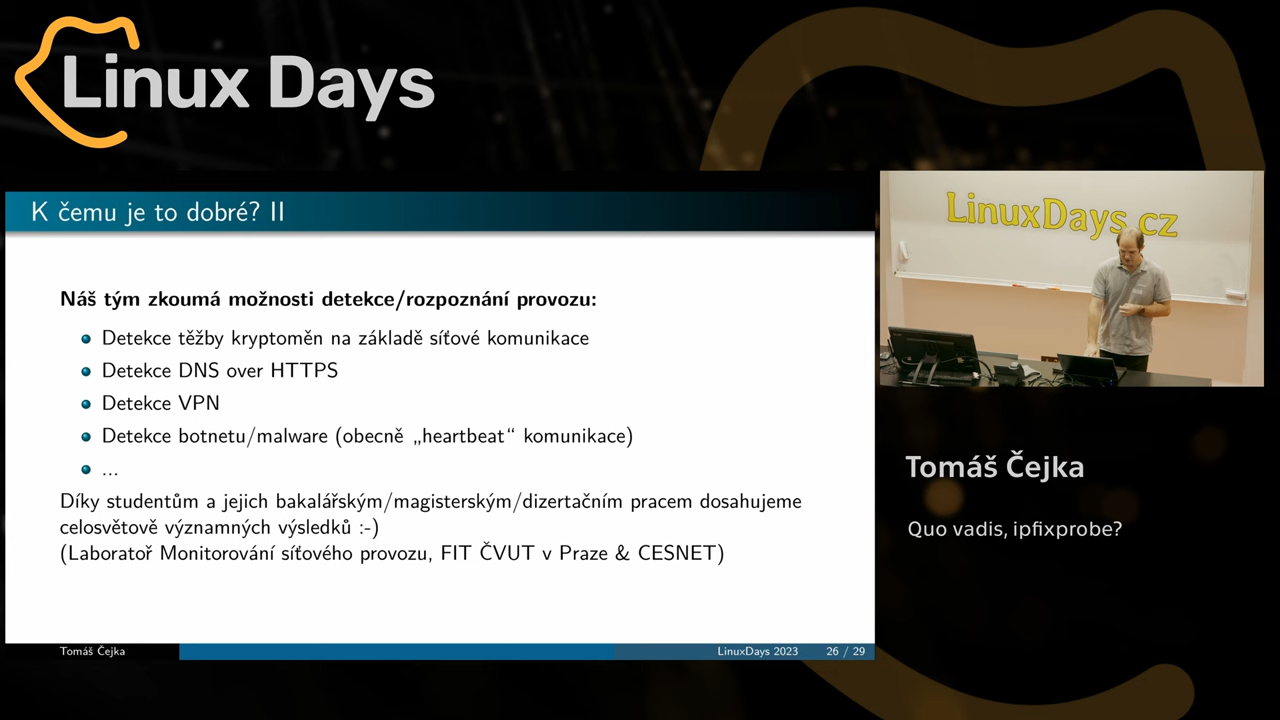 Linux Days
K čemu je to dobré? II
LinuxDays.cz
Náš tým zkoumá možnosti detekce/rozpoznání provozu:
Detekce těžby kryptoměn na základě síťové komunikace
Detekce DNS over HTTPS
Detekce VPN
Detekce botnetu/malware (obecně „heartbeat“ komunikace)
...
Díky studentům a jejich bakalářským/magisterským/dizertačním pracem dosahujeme
celosvětově významných výsledků :-)
(Laboratoř Monitorování síťového provozu, FIT ČVUT v Praze & CESNET)
Tomáš Čejka
LinuxDays 2023
26 / 29
Tomáš Čejka
Quo vadis, ipfixprobe?